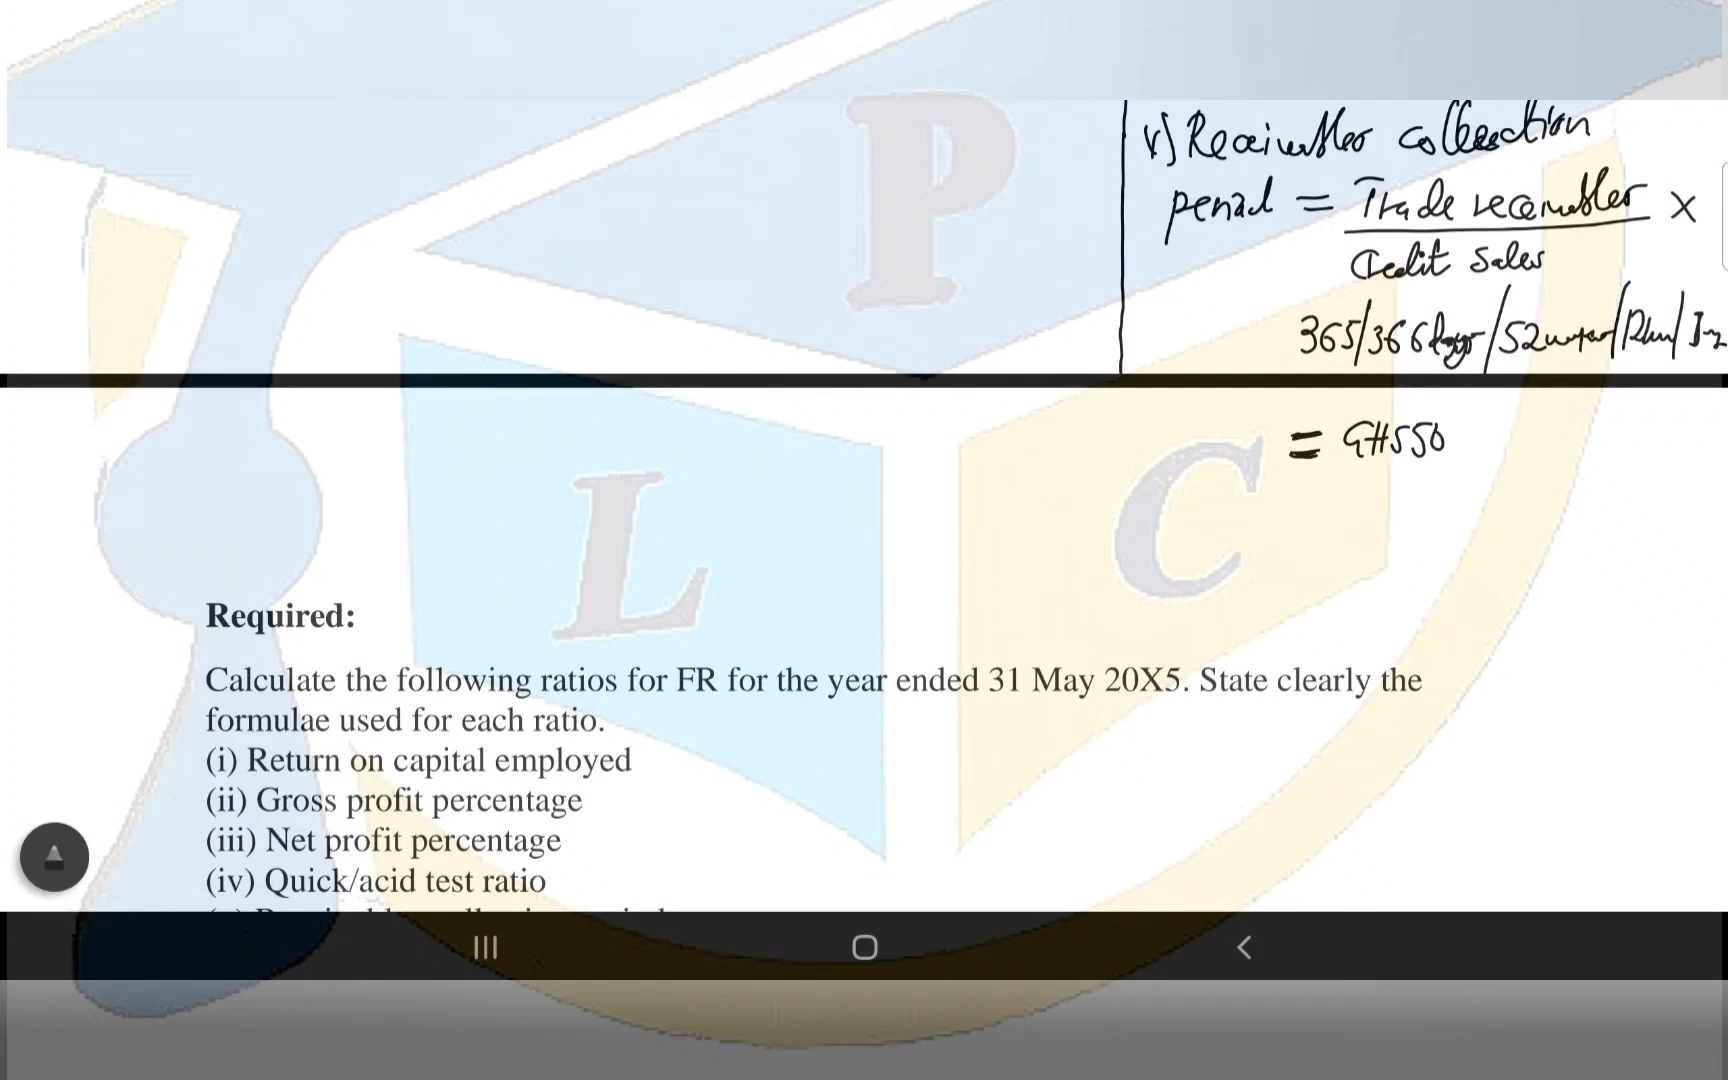 v) Receivables collection
period = Trade receivables ×
Credit Sales
365/366 days/52
= GH550
P
L
C
Required:
Calculate the following ratios for FR for the year ended 31 May 20X5. State clearly the
formulae used for each ratio.
(i) Return on capital employed
(ii) Gross profit percentage
(iii) Net profit percentage
(iv) Quick/acid test ratio